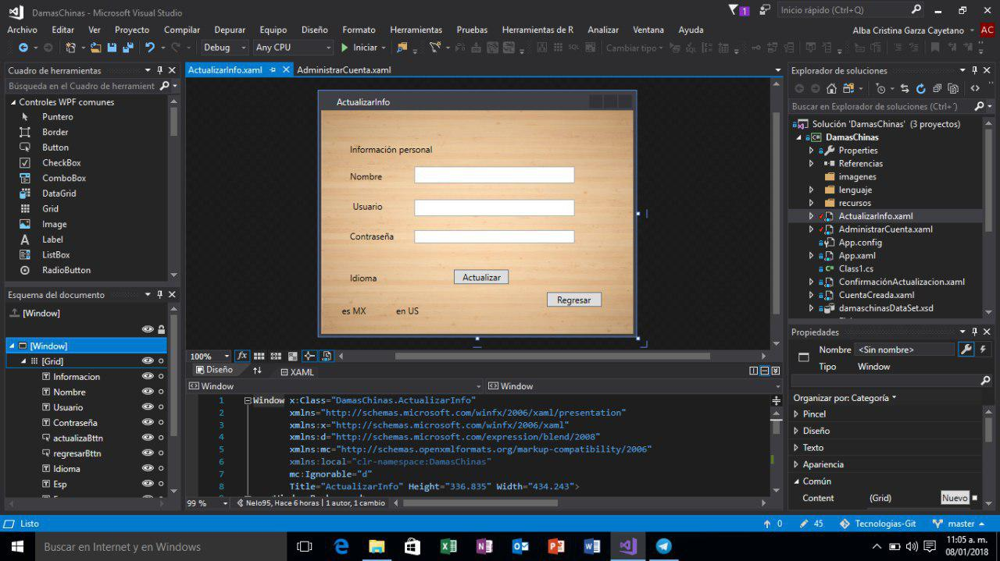 DamasChinas - Microsoft Visual Studio
1
Inicio rápido (Ctrl+Q)
Archivo Editar Ver Proyecto Compilar Depurar Equipo Diseño Formato Herramientas Pruebas Herramientas de R Analizar Ventana Ayuda
Alba Cristina Garza Cayetano
AC
Debug Any CPU Iniciar
SQL
Cambiar tipo
Cuadro de herramientas
Búsqueda en el Cuadro de herramient
Controles WPF comunes
Puntero
Border
Button
CheckBox
ComboBox
DataGrid
Grid
Image
Label
ListBox
RadioButton
Esquema del documento
[Window]
[Window]
[Grid]
Informacion
Nombre
Usuario
Contraseña
actualizaBttn
regresarBttn
Idioma
Esp
ActualizarInfo.xaml
AdministrarCuenta.xaml
ActualizarInfo
Información personal
Nombre
Usuario
Contraseña
Idioma
Actualizar
Regresar
es MX
en US
100%
fx
Diseño
XAML
Window
Window
1 Window x:Class="DamasChinas.ActualizarInfo"
2 xmlns="http://schemas.microsoft.com/winfx/2006/xaml/presentation"
3 xmlns:x="http://schemas.microsoft.com/winfx/2006/xaml"
4 xmlns:d="http://schemas.microsoft.com/expression/blend/2008"
5 xmlns:mc="http://schemas.openxmlformats.org/markup-compatibility/2006"
6 xmlns:local="clr-namespace:DamasChinas"
7 mc:Ignorable="d"
8 Title="ActualizarInfo" Height="336.835" Width="434.243">
99 %
Nelo95, Hace 6 horas | 1 autor, 1 cambio
Explorador de soluciones
Buscar en Explorador de soluciones (Ctrl+´)
Solución 'DamasChinas' (3 proyectos)
C# DamasChinas
Properties
Referencias
imagenes
lenguaje
recursos
ActualizarInfo.xaml
AdministrarCuenta.xaml
App.config
App.xaml
C# Class1.cs
ConfirmaciónActualizacion.xaml
CuentaCreada.xaml
damaschinasDataSet.xsd
Propiedades
Nombre <Sin nombre>
Tipo Window
Organizar por: Categoría
Pincel
Diseño
Texto
Apariencia
Común
Content (Grid) Nuevo
Listo
0
45
Tecnologias-Git
master
Buscar en Internet y en Windows
11:05 a. m.
08/01/2018